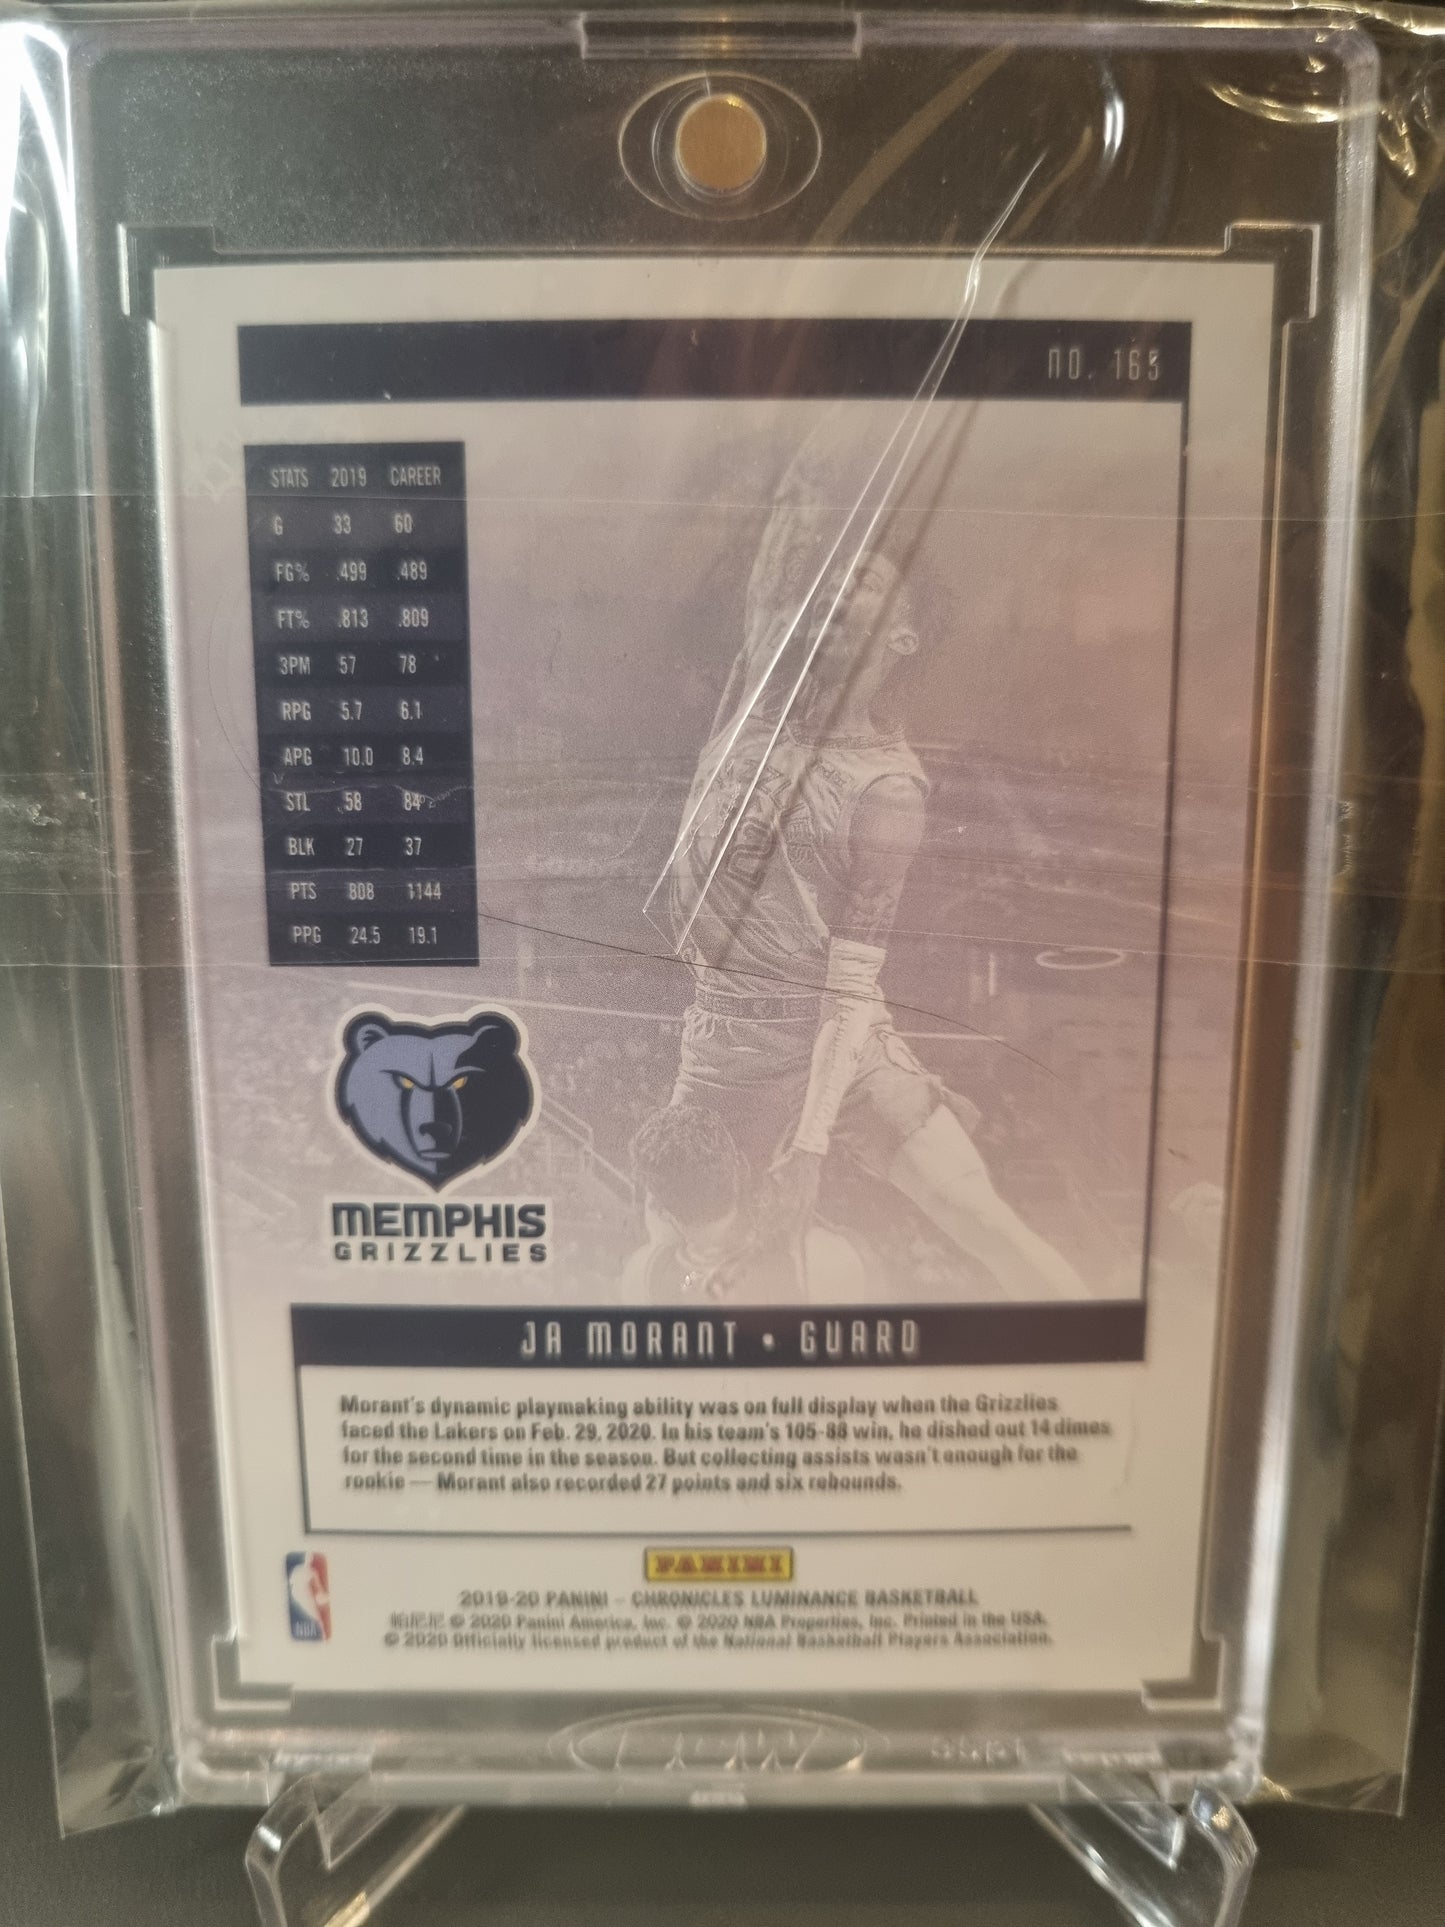 NO. 165
STATS 2019 CAREER
G 33 60
FG% .499 .489
FT% .813 .809
3PM 57 78
RPG 5.7 6.1
APG 10.0 8.4
STL 58 84
BLK 27 37
PTS 808 1144
PPG 24.5 19.1
MEMPHIS
GRIZZLIES
JA MORANT • GUARD
Morant's dynamic playmaking ability was on full display when the Grizzlies
faced the Lakers on Feb. 29, 2020. In his team's 105-88 win, he dished out 14 dimes
for the second time in the season. But collecting assists wasn't enough for the
rookie — Morant also recorded 27 points and six rebounds.
PANINI
2019-20 PANINI – CHRONICLES LUMINANCE BASKETBALL
帕尼尼 © 2020 Panini America, Inc. © 2020 NBA Properties, Inc. Printed in the USA.
© 2020 Officially licensed product of the National Basketball Players Association.
NBA